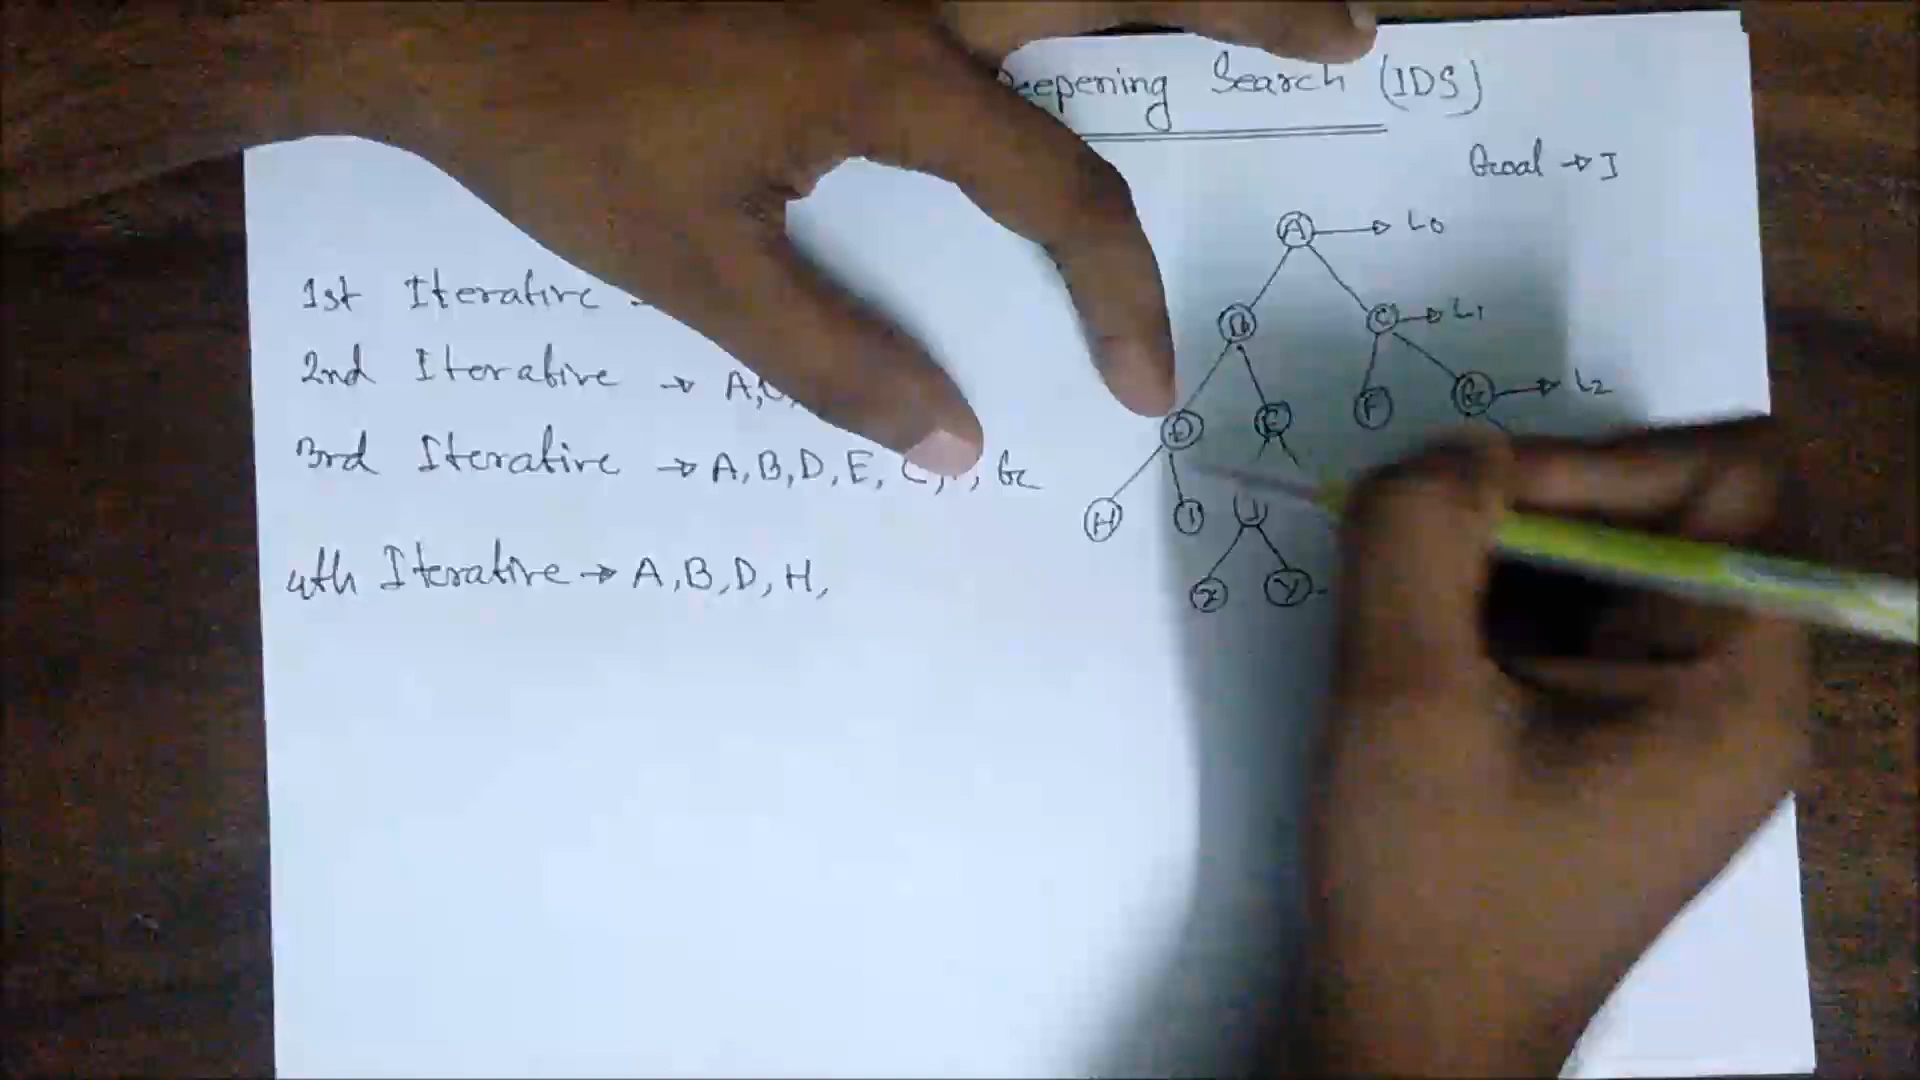 Deepening Search (IDS)
Goal → I
A → L0
B C → L1
D E F G → L2
H I J
X Y
1st Iterative
2nd Iterative → A,
3rd Iterative → A, B, D, E, C, , G
4th Iterative → A, B, D, H,